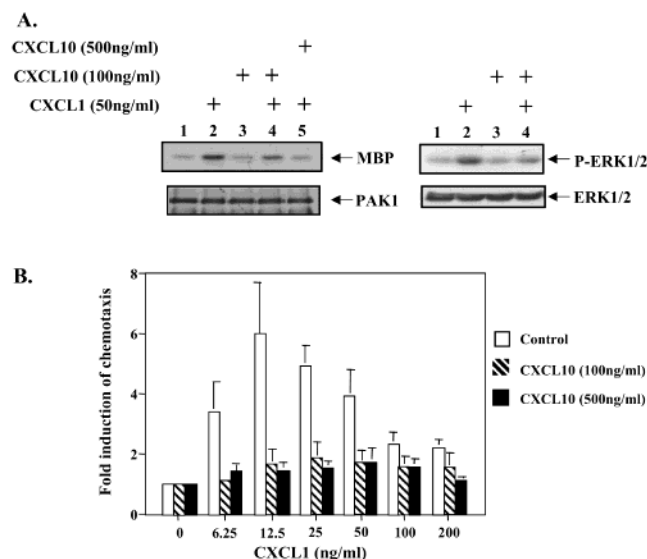 A.
CXCL10 (500ng/ml) +
CXCL10 (100ng/ml) + + + +
CXCL1 (50ng/ml) + + + + +
1 2 3 4 5 1 2 3 4
MBP P-ERK1/2
PAK1 ERK1/2
B.
Fold induction of chemotaxis
8
6
4
2
0
Control
CXCL10 (100ng/ml)
CXCL10 (500ng/ml)
0 6.25 12.5 25 50 100 200
CXCL1 (ng/ml)